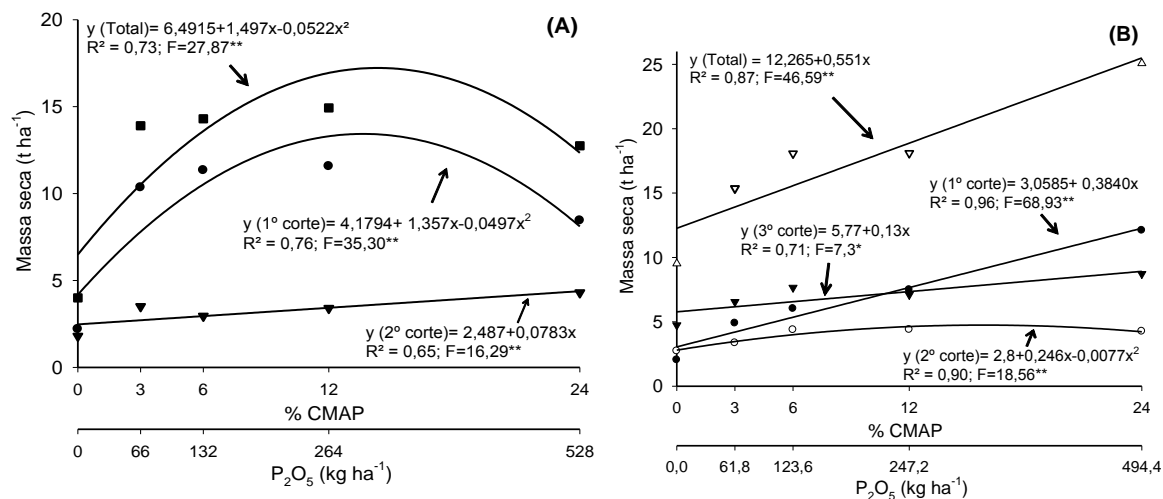 (A)
y (Total)= 6,4915+1,497x-0,0522x²
R² = 0,73; F=27,87**
20
15
10
5
0
Massa seca (t ha⁻¹)
y (1º corte)= 4,1794+ 1,357x-0,0497x²
R² = 0,76; F=35,30**
y (2º corte)= 2,487+0,0783x
R² = 0,65; F=16,29**
0 3 6 12 24
% CMAP
0 66 132 264 528
P₂O₅ (kg ha⁻¹)
(B)
y (Total) = 12,265+0,551x
R² = 0,87; F=46,59**
25
20
15
10
5
0
Massa seca (t ha⁻¹)
y (1º corte)= 3,0585+ 0,3840x
R² = 0,96; F=68,93**
y (3º corte)= 5,77+0,13x
R² = 0,71; F=7,3*
y (2º corte) = 2,8+0,246x-0,0077x²
R² = 0,90; F=18,56**
0 3 6 12 24
% CMAP
0,0 61,8 123,6 247,2 494,4
P₂O₅ (kg ha⁻¹)